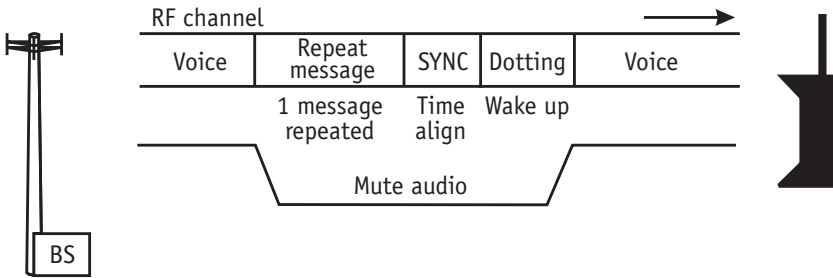 RF channel
Voice
Repeat
message
SYNC
Dotting
Voice
1 message
repeated
Time
align
Wake up
Mute audio
BS